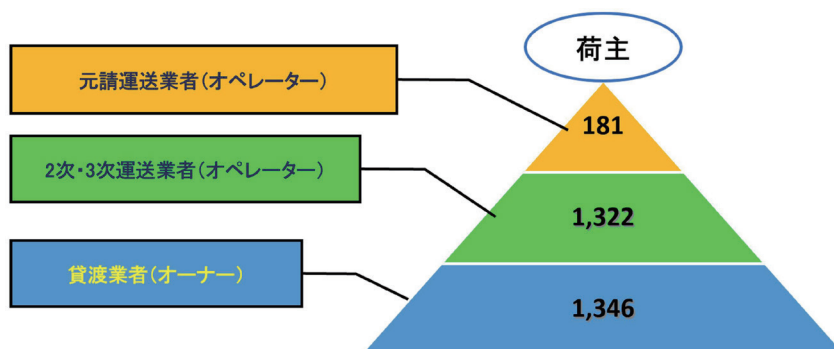 荷主
元請運送業者(オペレーター)
181
2次・3次運送業者(オペレーター)
1,322
貸渡業者(オーナー)
1,346